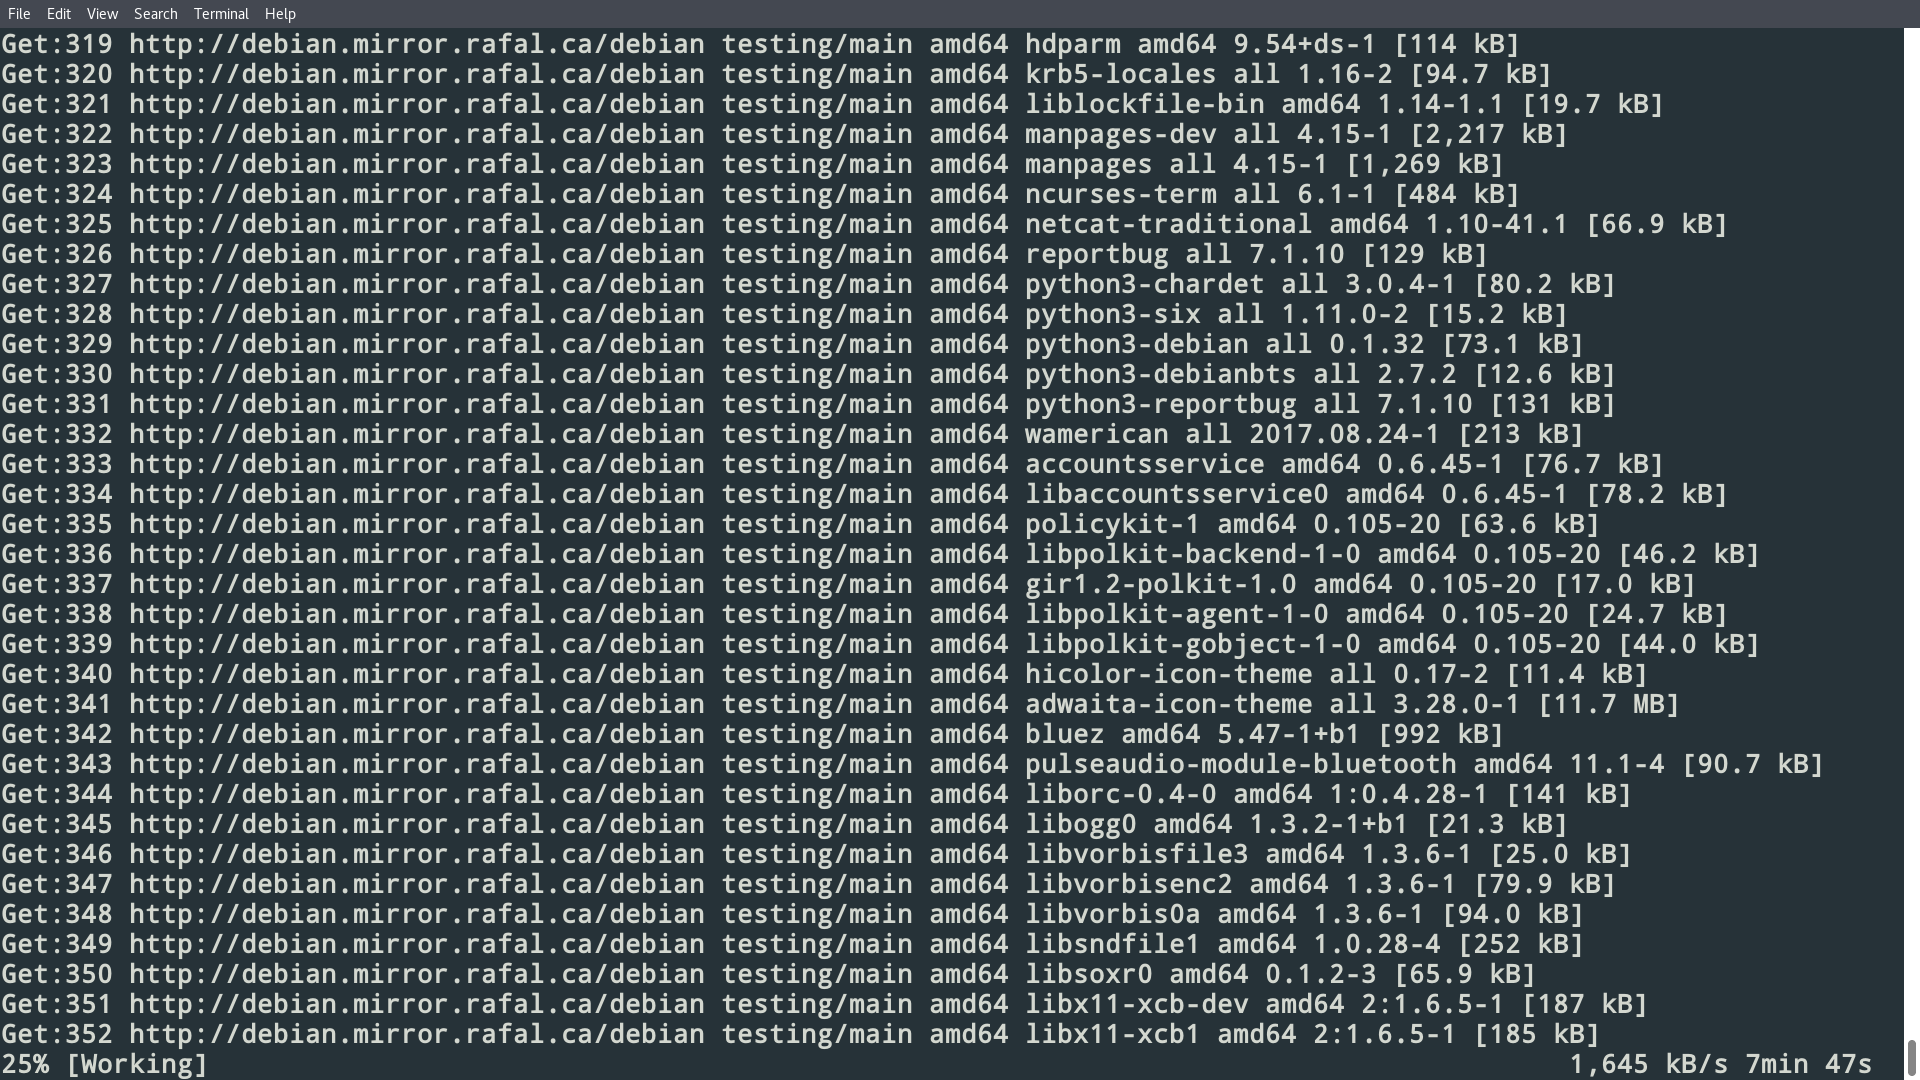 File Edit View Search Terminal Help
Get:319 http://debian.mirror.rafal.ca/debian testing/main amd64 hdparm amd64 9.54+ds-1 [114 kB]
Get:320 http://debian.mirror.rafal.ca/debian testing/main amd64 krb5-locales all 1.16-2 [94.7 kB]
Get:321 http://debian.mirror.rafal.ca/debian testing/main amd64 liblockfile-bin amd64 1.14-1.1 [19.7 kB]
Get:322 http://debian.mirror.rafal.ca/debian testing/main amd64 manpages-dev all 4.15-1 [2,217 kB]
Get:323 http://debian.mirror.rafal.ca/debian testing/main amd64 manpages all 4.15-1 [1,269 kB]
Get:324 http://debian.mirror.rafal.ca/debian testing/main amd64 ncurses-term all 6.1-1 [484 kB]
Get:325 http://debian.mirror.rafal.ca/debian testing/main amd64 netcat-traditional amd64 1.10-41.1 [66.9 kB]
Get:326 http://debian.mirror.rafal.ca/debian testing/main amd64 reportbug all 7.1.10 [129 kB]
Get:327 http://debian.mirror.rafal.ca/debian testing/main amd64 python3-chardet all 3.0.4-1 [80.2 kB]
Get:328 http://debian.mirror.rafal.ca/debian testing/main amd64 python3-six all 1.11.0-2 [15.2 kB]
Get:329 http://debian.mirror.rafal.ca/debian testing/main amd64 python3-debian all 0.1.32 [73.1 kB]
Get:330 http://debian.mirror.rafal.ca/debian testing/main amd64 python3-debianbts all 2.7.2 [12.6 kB]
Get:331 http://debian.mirror.rafal.ca/debian testing/main amd64 python3-reportbug all 7.1.10 [131 kB]
Get:332 http://debian.mirror.rafal.ca/debian testing/main amd64 wamerican all 2017.08.24-1 [213 kB]
Get:333 http://debian.mirror.rafal.ca/debian testing/main amd64 accountsservice amd64 0.6.45-1 [76.7 kB]
Get:334 http://debian.mirror.rafal.ca/debian testing/main amd64 libaccountsservice0 amd64 0.6.45-1 [78.2 kB]
Get:335 http://debian.mirror.rafal.ca/debian testing/main amd64 policykit-1 amd64 0.105-20 [63.6 kB]
Get:336 http://debian.mirror.rafal.ca/debian testing/main amd64 libpolkit-backend-1-0 amd64 0.105-20 [46.2 kB]
Get:337 http://debian.mirror.rafal.ca/debian testing/main amd64 gir1.2-polkit-1.0 amd64 0.105-20 [17.0 kB]
Get:338 http://debian.mirror.rafal.ca/debian testing/main amd64 libpolkit-agent-1-0 amd64 0.105-20 [24.7 kB]
Get:339 http://debian.mirror.rafal.ca/debian testing/main amd64 libpolkit-gobject-1-0 amd64 0.105-20 [44.0 kB]
Get:340 http://debian.mirror.rafal.ca/debian testing/main amd64 hicolor-icon-theme all 0.17-2 [11.4 kB]
Get:341 http://debian.mirror.rafal.ca/debian testing/main amd64 adwaita-icon-theme all 3.28.0-1 [11.7 MB]
Get:342 http://debian.mirror.rafal.ca/debian testing/main amd64 bluez amd64 5.47-1+b1 [992 kB]
Get:343 http://debian.mirror.rafal.ca/debian testing/main amd64 pulseaudio-module-bluetooth amd64 11.1-4 [90.7 kB]
Get:344 http://debian.mirror.rafal.ca/debian testing/main amd64 liborc-0.4-0 amd64 1:0.4.28-1 [141 kB]
Get:345 http://debian.mirror.rafal.ca/debian testing/main amd64 libogg0 amd64 1.3.2-1+b1 [21.3 kB]
Get:346 http://debian.mirror.rafal.ca/debian testing/main amd64 libvorbisfile3 amd64 1.3.6-1 [25.0 kB]
Get:347 http://debian.mirror.rafal.ca/debian testing/main amd64 libvorbisenc2 amd64 1.3.6-1 [79.9 kB]
Get:348 http://debian.mirror.rafal.ca/debian testing/main amd64 libvorbis0a amd64 1.3.6-1 [94.0 kB]
Get:349 http://debian.mirror.rafal.ca/debian testing/main amd64 libsndfile1 amd64 1.0.28-4 [252 kB]
Get:350 http://debian.mirror.rafal.ca/debian testing/main amd64 libsoxr0 amd64 0.1.2-3 [65.9 kB]
Get:351 http://debian.mirror.rafal.ca/debian testing/main amd64 libx11-xcb-dev amd64 2:1.6.5-1 [187 kB]
Get:352 http://debian.mirror.rafal.ca/debian testing/main amd64 libx11-xcb1 amd64 2:1.6.5-1 [185 kB]
25% [Working] 1,645 kB/s 7min 47s